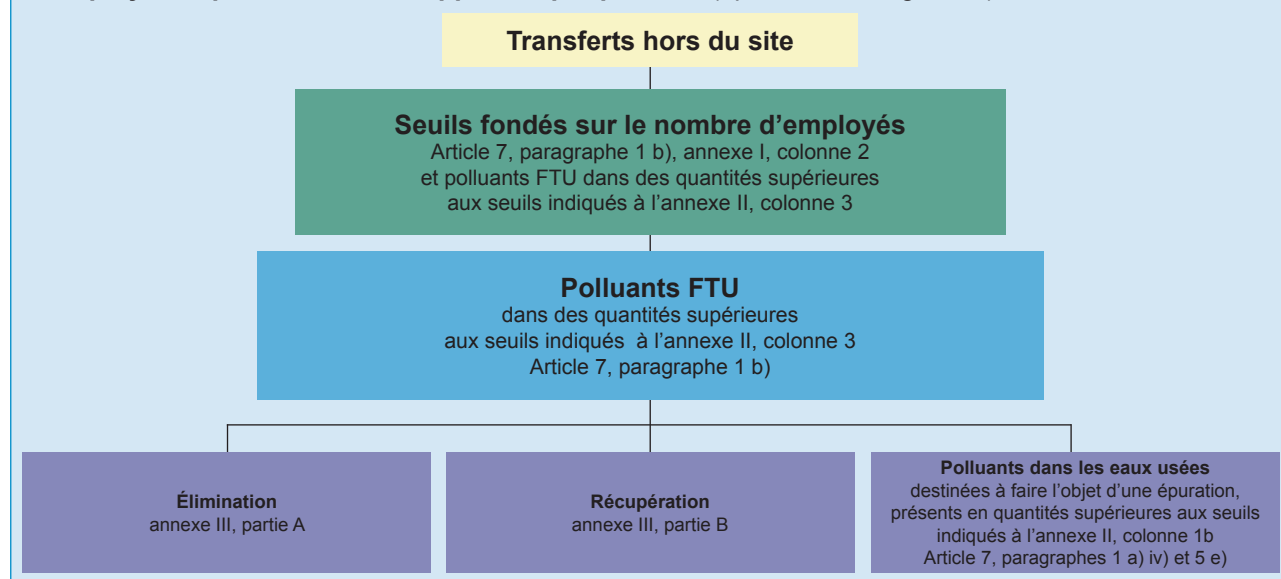 Transferts hors du site
Seuils fondés sur le nombre d'employés
Article 7, paragraphe 1 b), annexe I, colonne 2
et polluants FTU dans des quantités supérieures
aux seuils indiqués à l'annexe II, colonne 3
Polluants FTU
dans des quantités supérieures
aux seuils indiqués à l'annexe II, colonne 3
Article 7, paragraphe 1 b)
Élimination
annexe III, partie A
Récupération
annexe III, partie B
Polluants dans les eaux usées
destinées à faire l'objet d'une épuration,
présents en quantités supérieures aux seuils
indiqués à l'annexe II, colonne 1b
Article 7, paragraphes 1 a) iv) et 5 e)